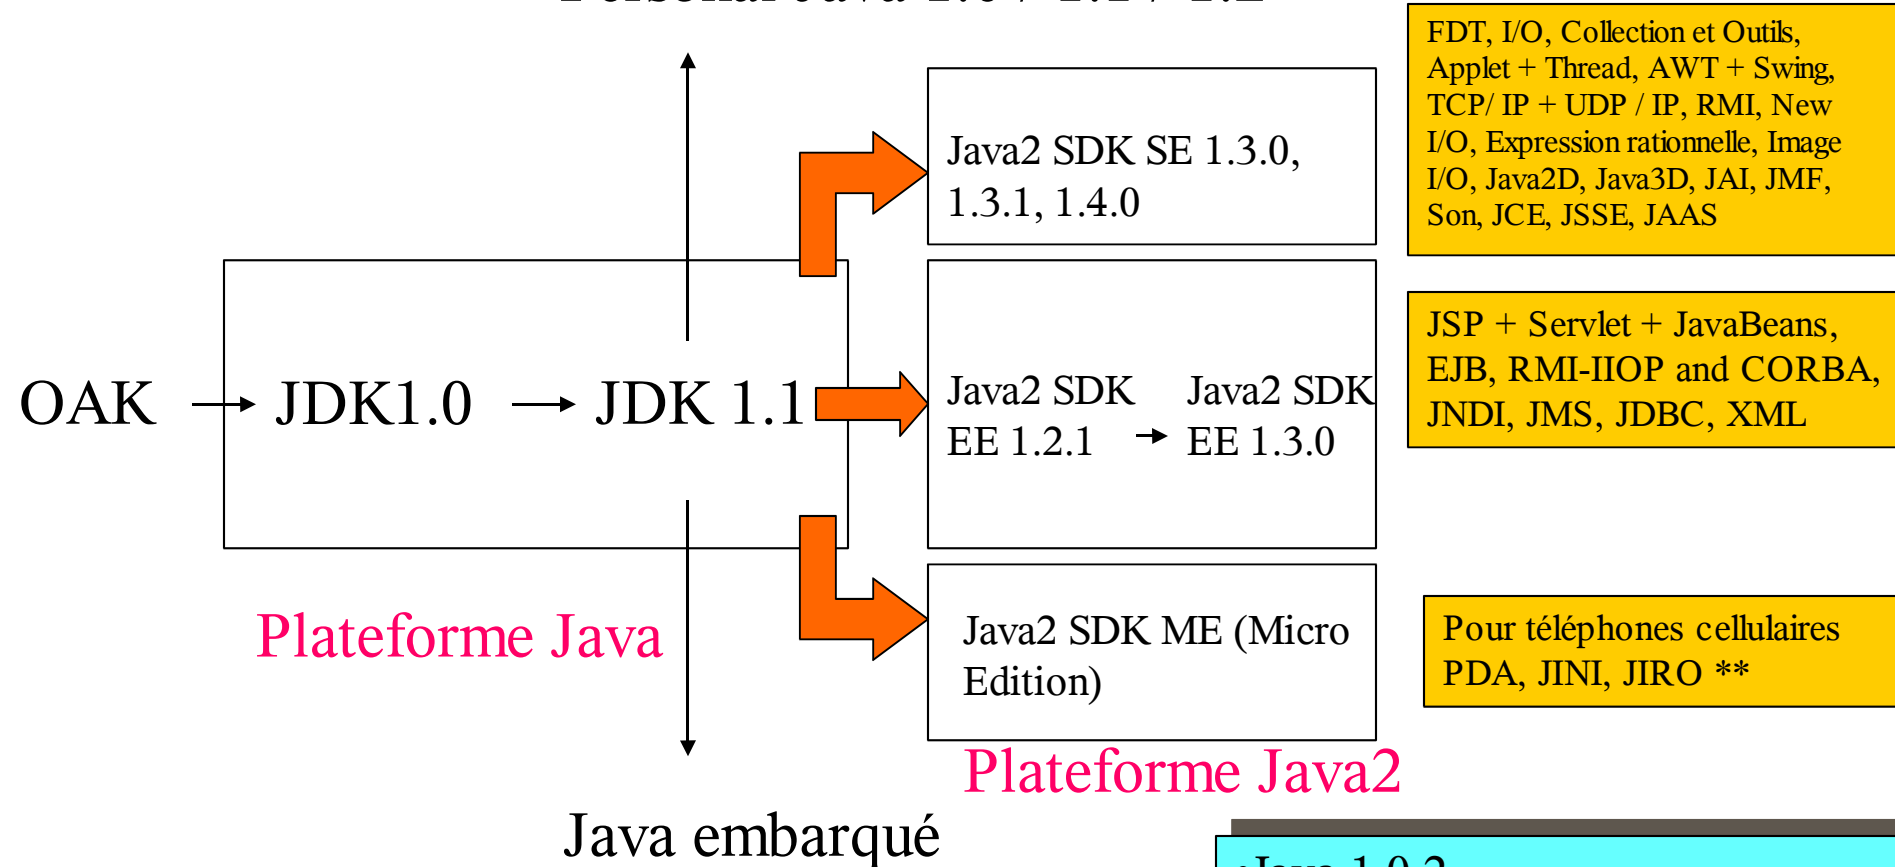 FDT, I/O, Collection et Outils,
Applet + Thread, AWT + Swing,
TCP/ IP + UDP / IP, RMI, New
I/O, Expression rationnelle, Image
I/O, Java2D, Java3D, JAI, JMF,
Son, JCE, JSSE, JAAS
Java2 SDK SE 1.3.0,
1.3.1, 1.4.0
JSP + Servlet + JavaBeans,
EJB, RMI-IIOP and CORBA,
JNDI, JMS, JDBC, XML
OAK
JDK1.0
JDK 1.1
Java2 SDK
EE 1.2.1
Java2 SDK
EE 1.3.0
Plateforme Java
Java2 SDK ME (Micro
Edition)
Pour téléphones cellulaires
PDA, JINI, JIRO **
Plateforme Java2
Java embarqué
Java 1.0.2